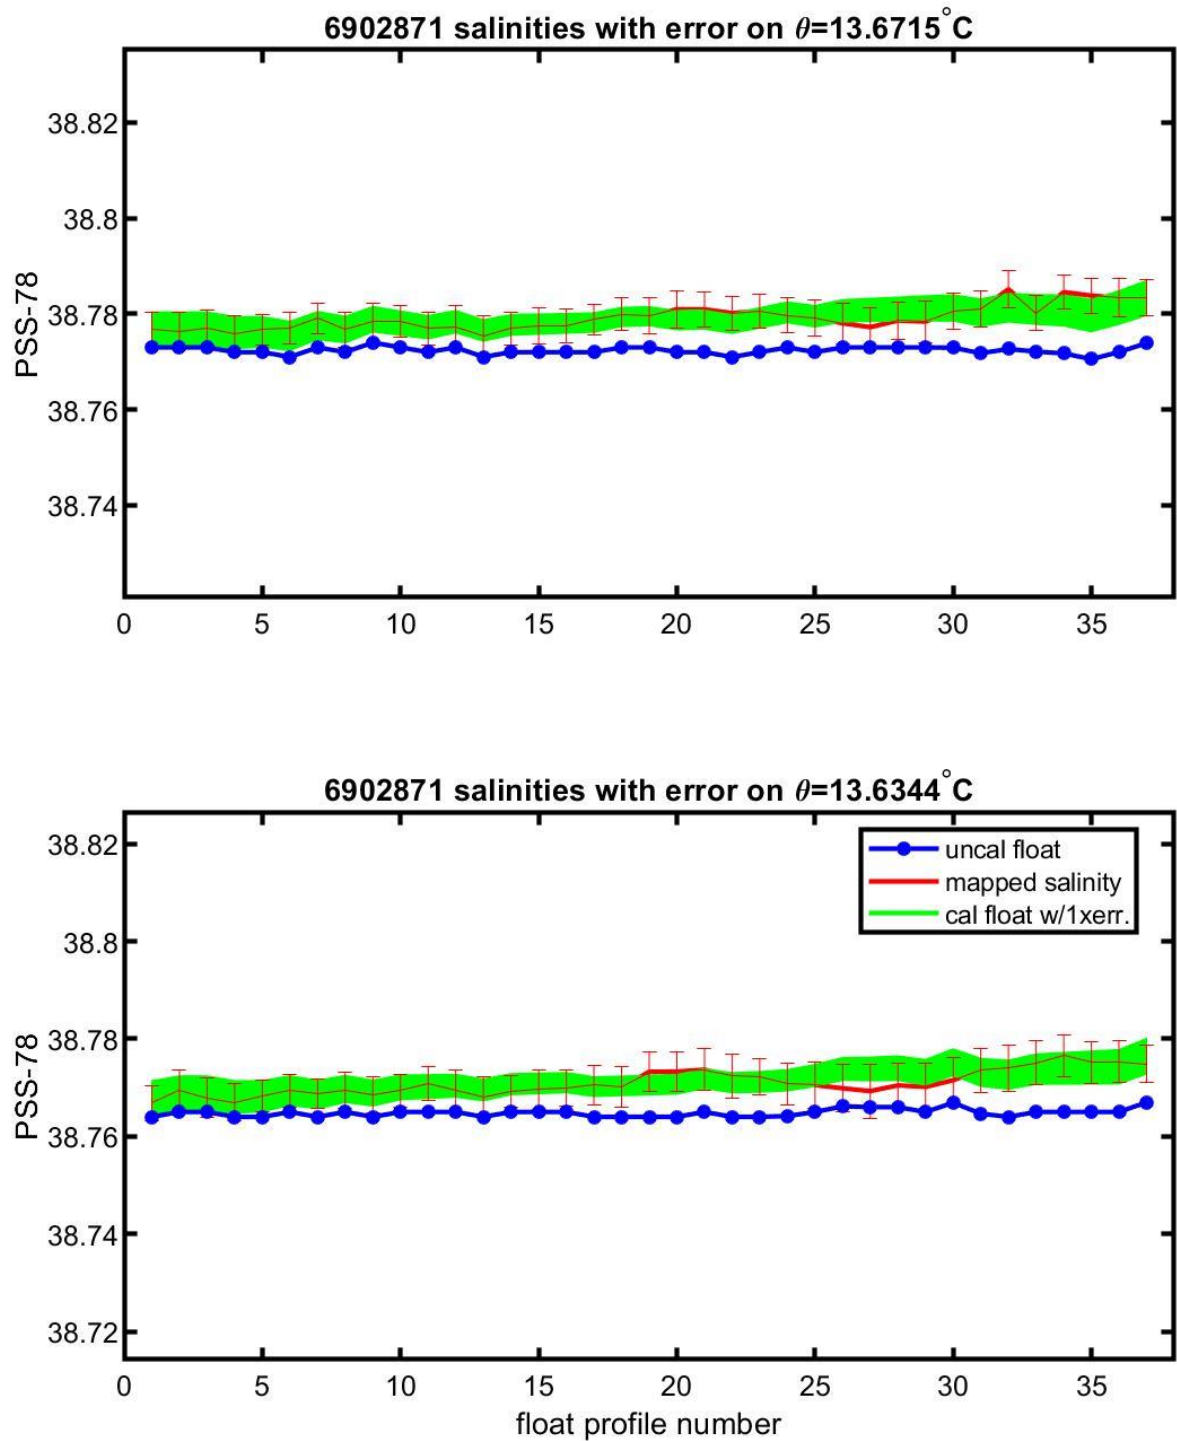 6902871 salinities with error on θ=13.6715°C
PSS-78
38.82
38.8
38.78
38.76
38.74
0 5 10 15 20 25 30 35
6902871 salinities with error on θ=13.6344°C
PSS-78
38.82
38.8
38.78
38.76
38.74
38.72
uncal float
mapped salinity
cal float w/1xerr.
0 5 10 15 20 25 30 35
float profile number